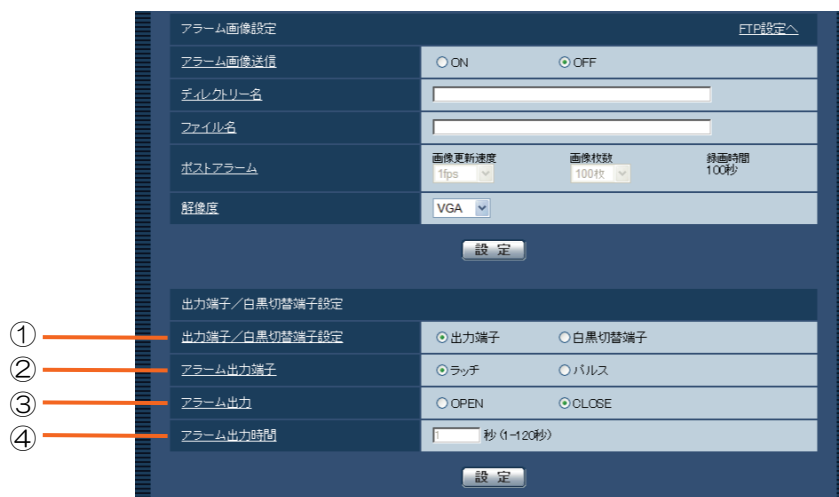 アラーム画像設定 FTP設定へ
アラーム画像送信 ON OFF
ディレクトリー名
ファイル名
ポストアラーム 画像更新速度 1fps 画像枚数 100枚 録画時間 100秒
解像度 VGA
設定
出力端子／白黒切替端子設定
① 出力端子／白黒切替端子設定 出力端子 白黒切替端子
② アラーム出力端子 ラッチ パルス
③ アラーム出力 OPEN CLOSE
④ アラーム出力時間 1 秒(1-120秒)
設定